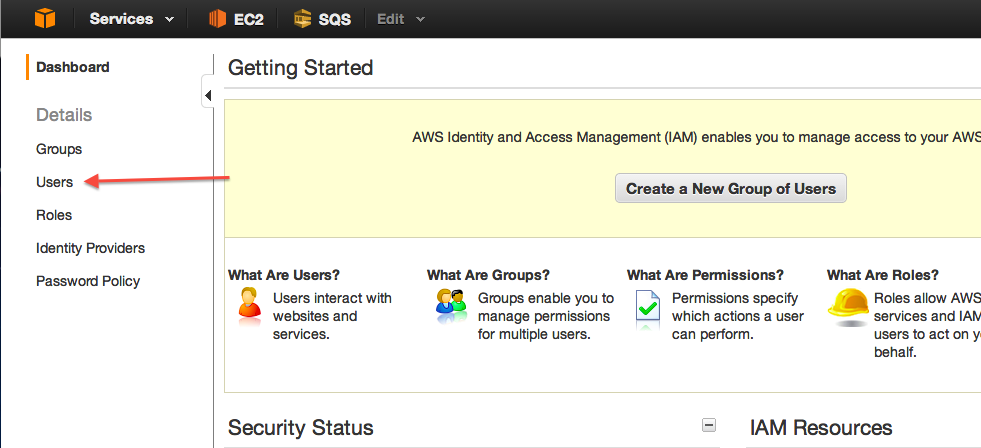 Services EC2 SQS Edit
Dashboard
Details
Groups
Users
Roles
Identity Providers
Password Policy
Getting Started
AWS Identity and Access Management (IAM) enables you to manage access to your AWS
Create a New Group of Users
What Are Users?
Users interact with
websites and
services.
What Are Groups?
Groups enable you to
manage permissions
for multiple users.
What Are Permissions?
Permissions specify
which actions a user
can perform.
What Are Roles?
Roles allow AWS
services and IAM
users to act on y
behalf.
Security Status
IAM Resources